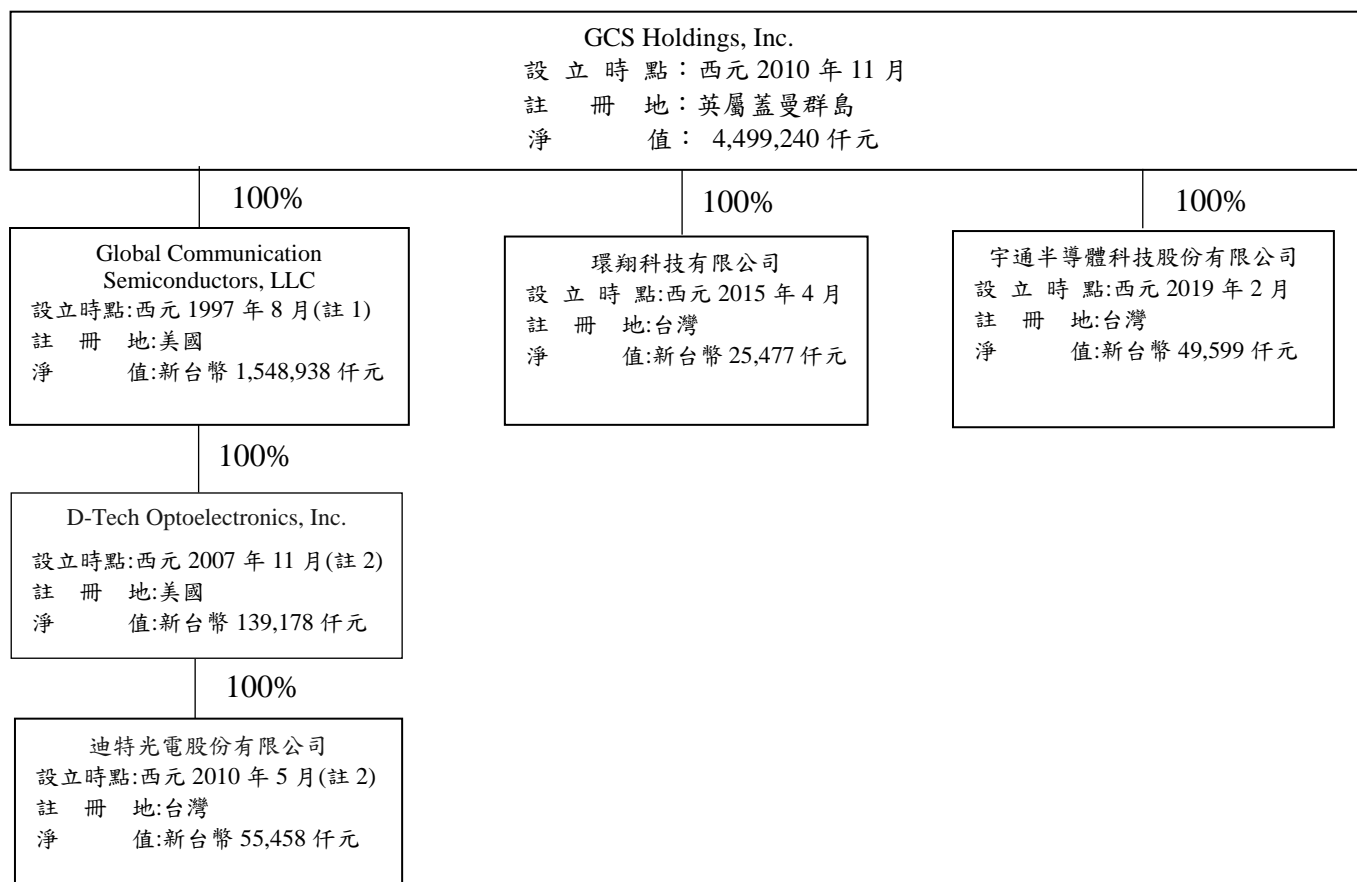 GCS Holdings, Inc.
設 立 時 點：西元 2010 年 11 月
註 冊 地：英屬蓋曼群島
淨 值： 4,499,240 仟元
100%
100%
100%
Global Communication
Semiconductors, LLC
設立時點:西元 1997 年 8 月(註 1)
註 冊 地:美國
淨 值:新台幣 1,548,938 仟元
環翔科技有限公司
設 立 時 點:西元 2015 年 4 月
註 冊 地:台灣
淨 值:新台幣 25,477 仟元
宇通半導體科技股份有限公司
設 立 時 點:西元 2019 年 2 月
註 冊 地:台灣
淨 值:新台幣 49,599 仟元
100%
D-Tech Optoelectronics, Inc.
設立時點:西元 2007 年 11 月(註 2)
註 冊 地:美國
淨 值:新台幣 139,178 仟元
100%
迪特光電股份有限公司
設立時點:西元 2010 年 5 月(註 2)
註 冊 地:台灣
淨 值:新台幣 55,458 仟元